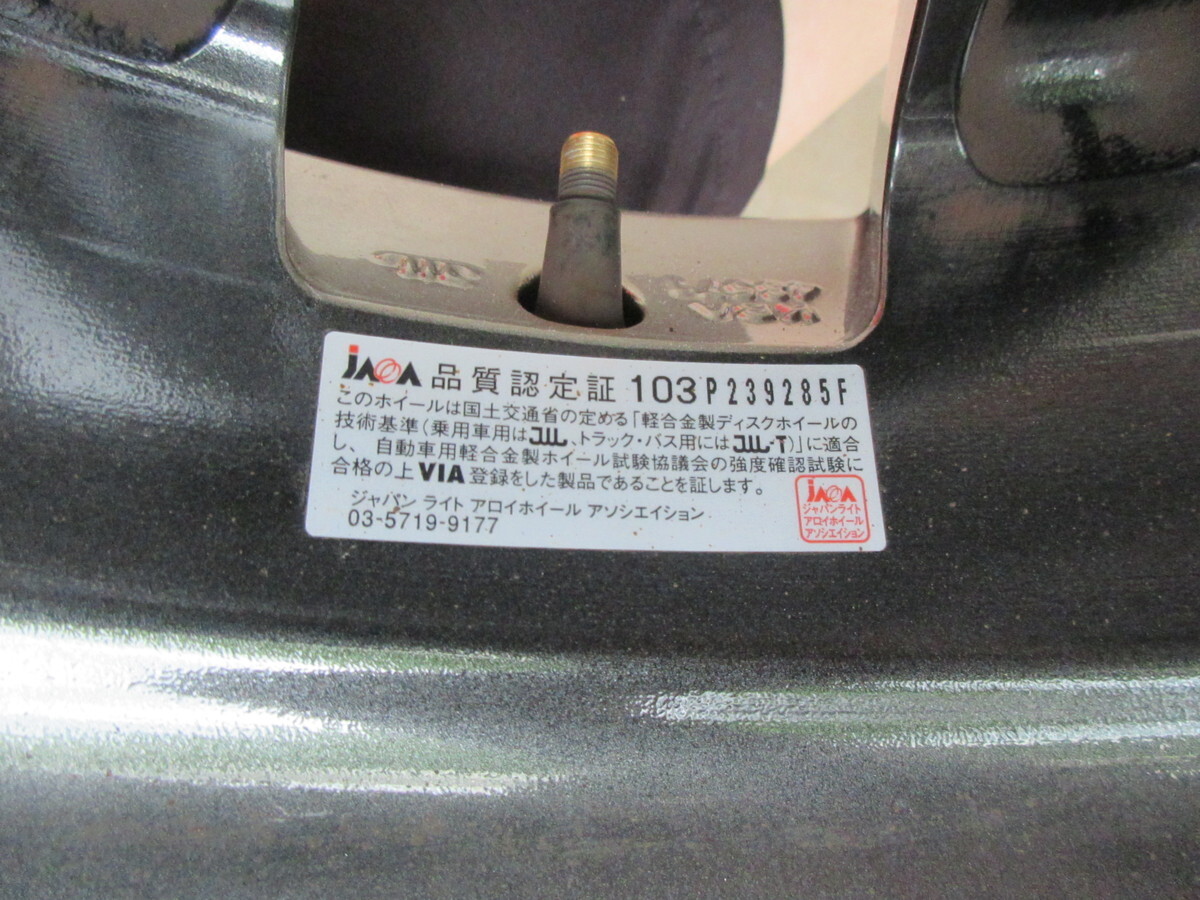 JAWA 品質認定証 103P239285F
このホイールは国土交通省の定める「軽合金製ディスクホイールの
技術基準(乗用車用はJWL、トラック・バス用にはJWL-T)」に適合
し、自動車用軽合金製ホイール試験協議会の強度確認試験に
合格の上VIA登録をした製品であることを証します。
ジャパン ライト アロイホイール アソシエイション
03-5719-9177
JAWA
ジャパンライト
アロイホイール
アソシエイション